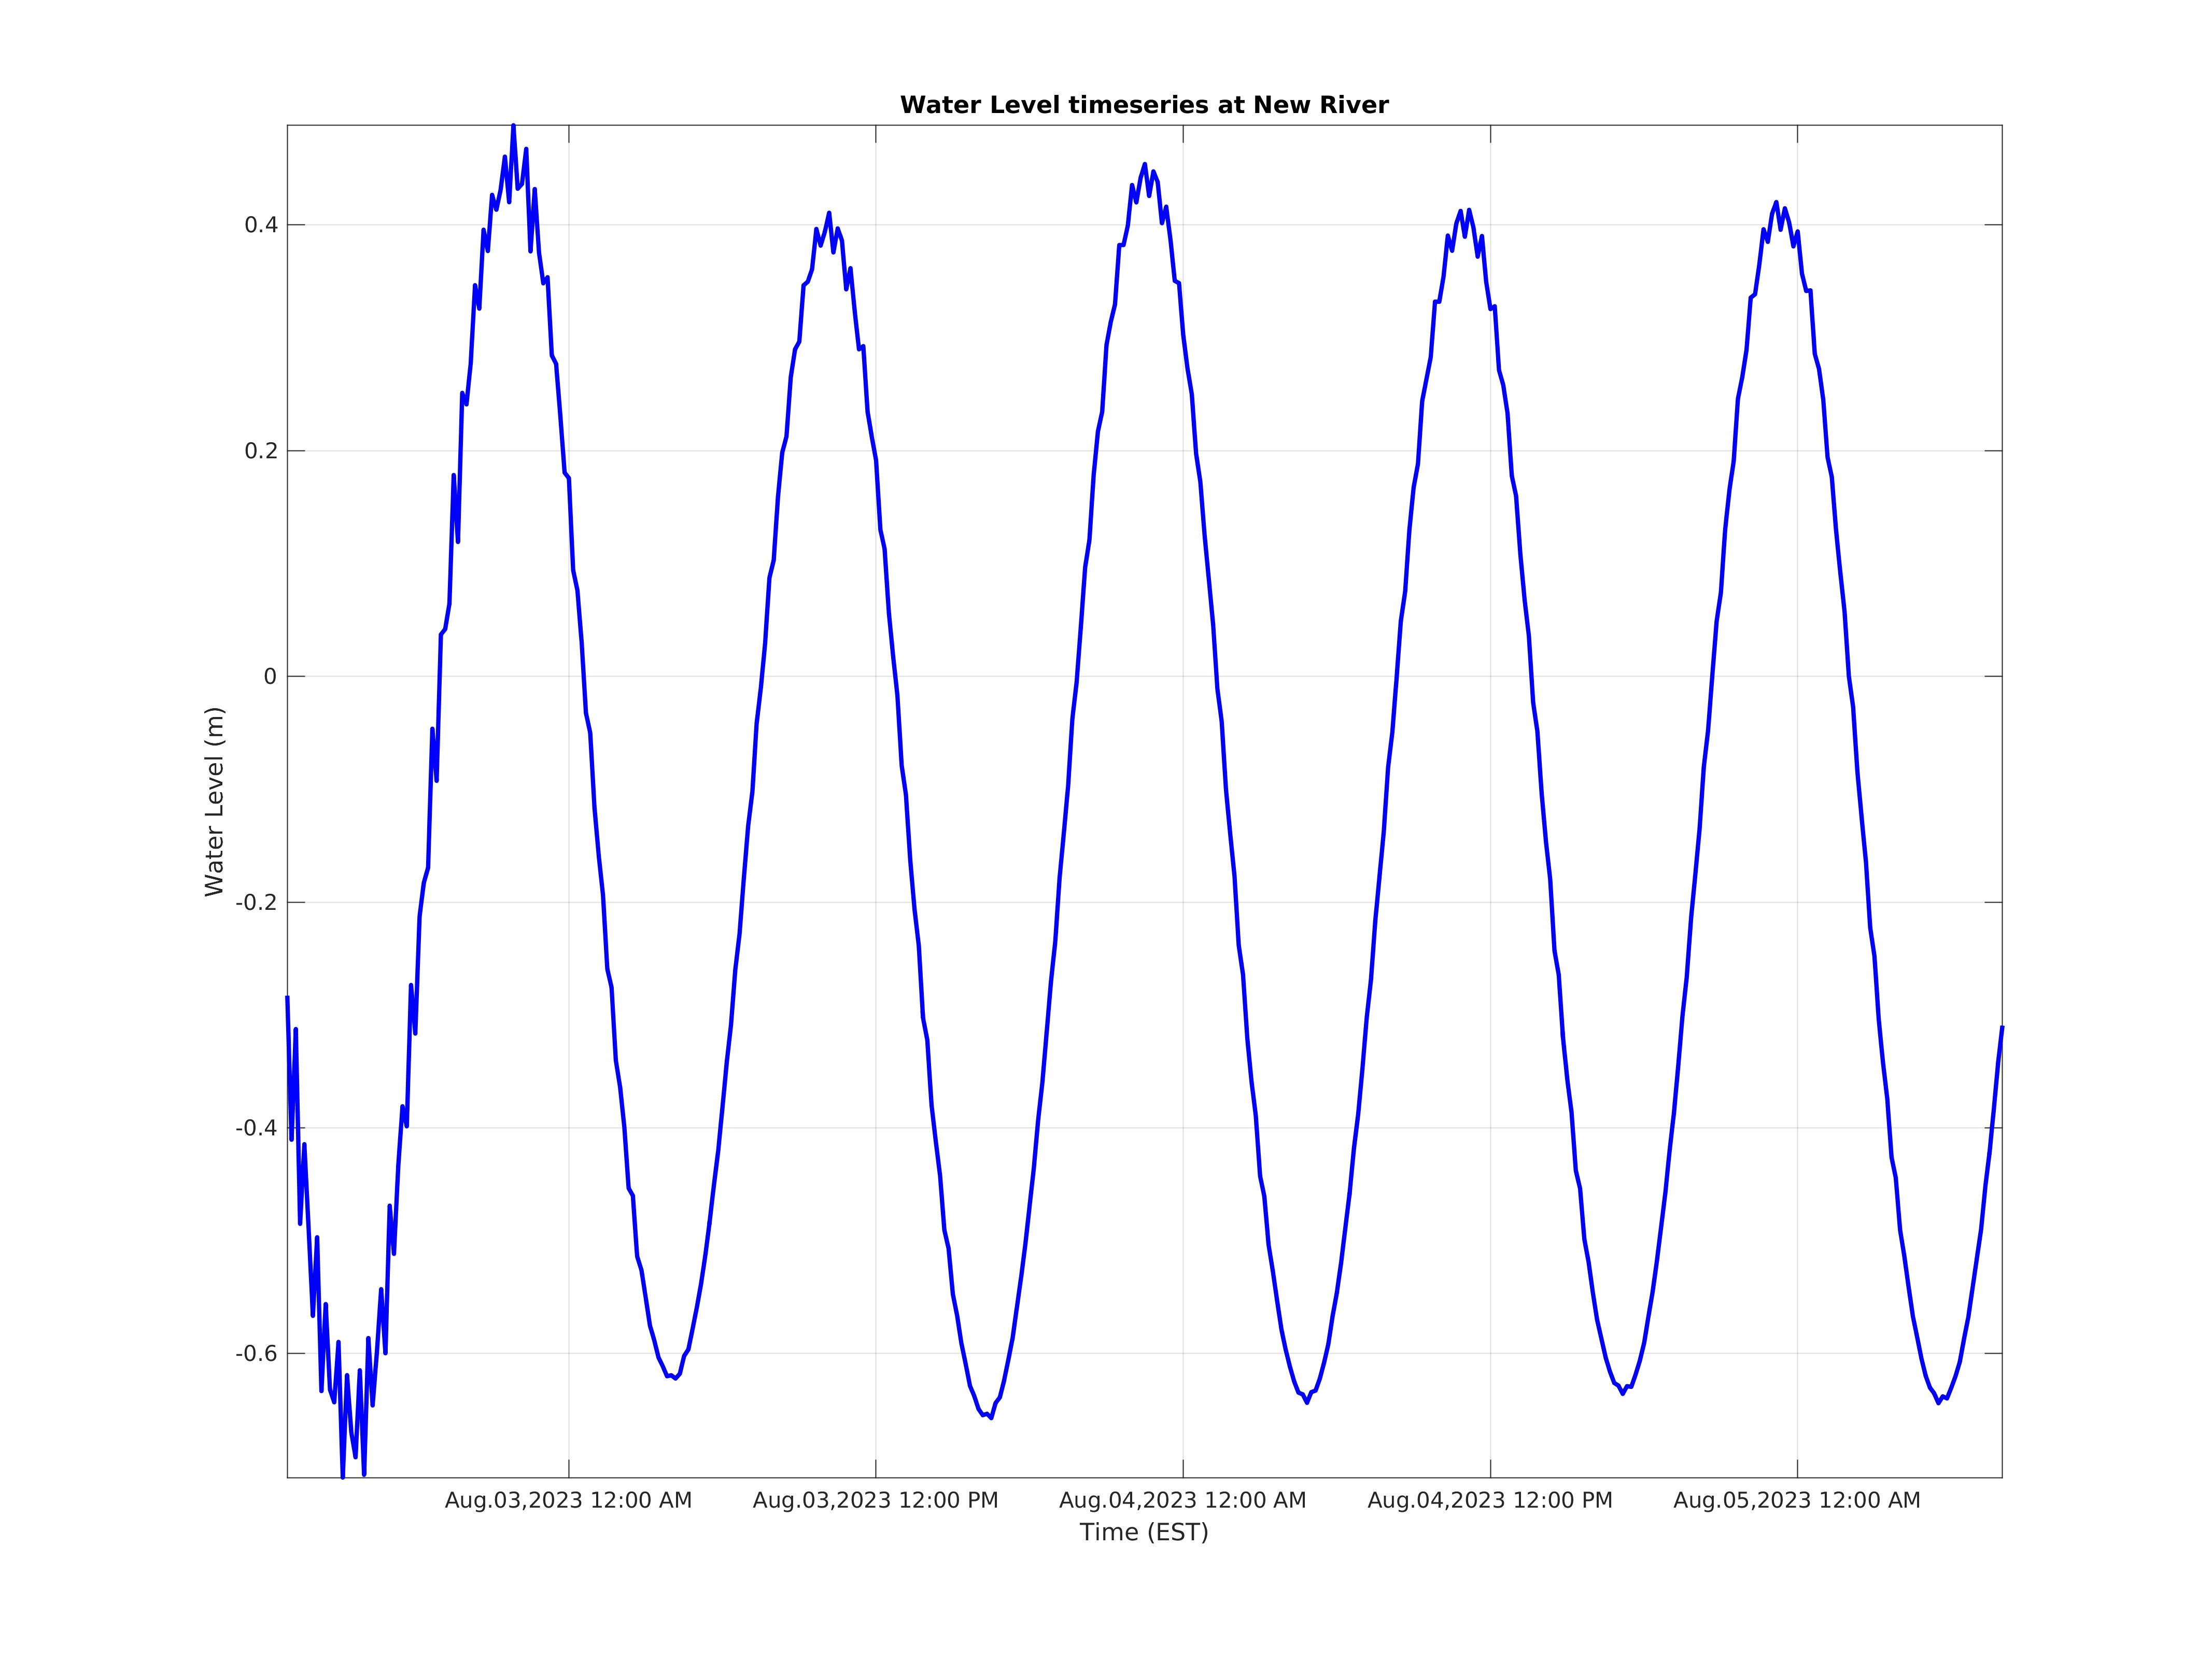 Water Level timeseries at New River
Water Level (m)
0.4
0.2
0
-0.2
-0.4
-0.6
Aug.03,2023 12:00 AM
Aug.03,2023 12:00 PM
Aug.04,2023 12:00 AM
Aug.04,2023 12:00 PM
Aug.05,2023 12:00 AM
Time (EST)